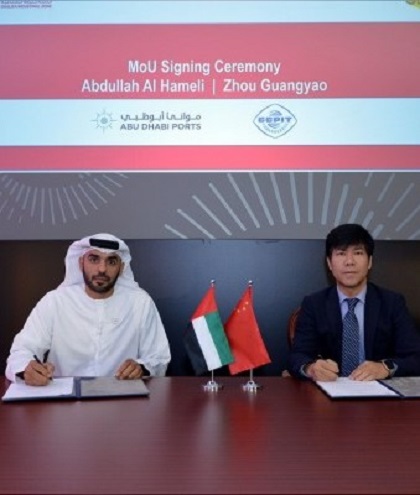 MoU Signing Ceremony
Abdullah Al Hameli | Zhou Guangyao
موانئ أبوظبي
ABU DHABI PORTS
CCPIT